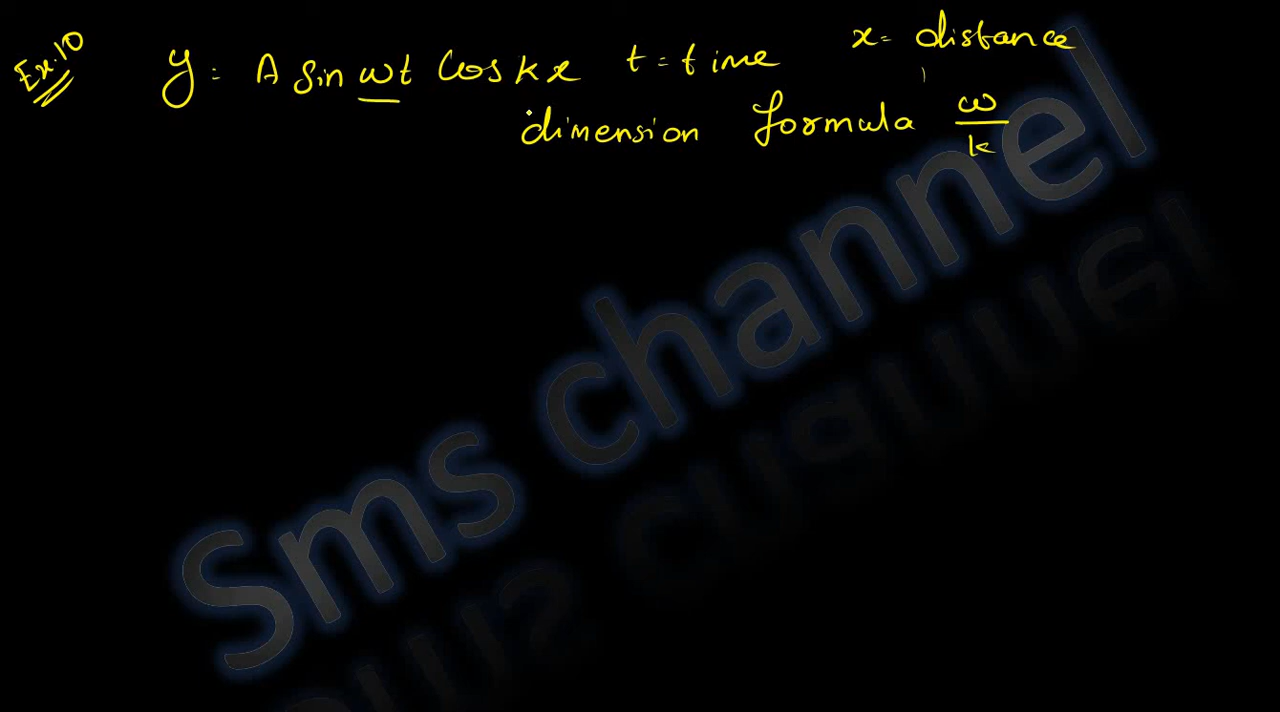 Ex:10 y = A sin ωt cos kx t = time x = distance
dimension formula ω/k
Sms channel